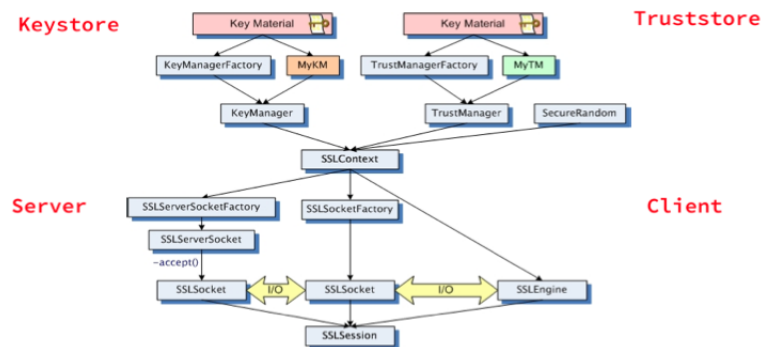 Keystore
Key Material
Key Material
Truststore
KeyManagerFactory
MyKM
TrustManagerFactory
MyTM
KeyManager
TrustManager
SecureRandom
SSLContext
Server
SSLServerSocketFactory
SSLSocketFactory
Client
SSLServerSocket
~accept()
SSLSocket
I/O
SSLSocket
I/O
SSLEngine
SSLSession